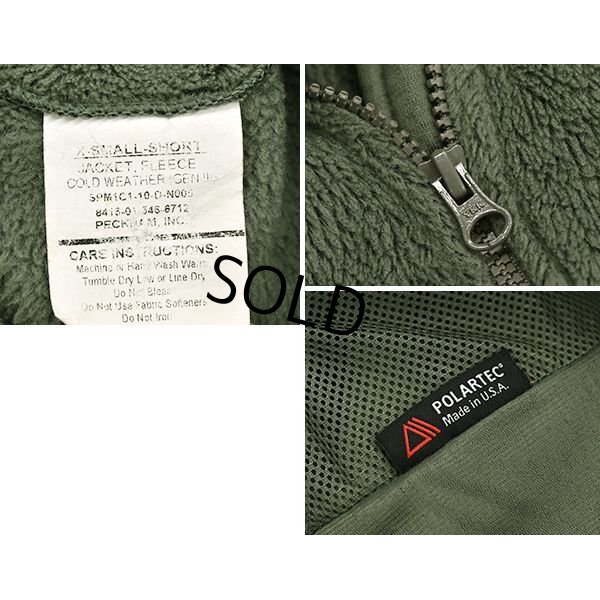 X-SMALL-SHORT
JACKET, FLEECE
COLD WEATHER (GEN III)
SPM1C1-10-D-N005
8415-01-546-8712
PECKHAM, INC.
CARE INSTRUCTIONS:
Machine or Hand Wash Warm
Tumble Dry Low or Line Dry
Do Not Bleach
Do Not Use Fabric Softeners
Do Not Iron
YKK
SOLD
POLARTEC®
Made in U.S.A.